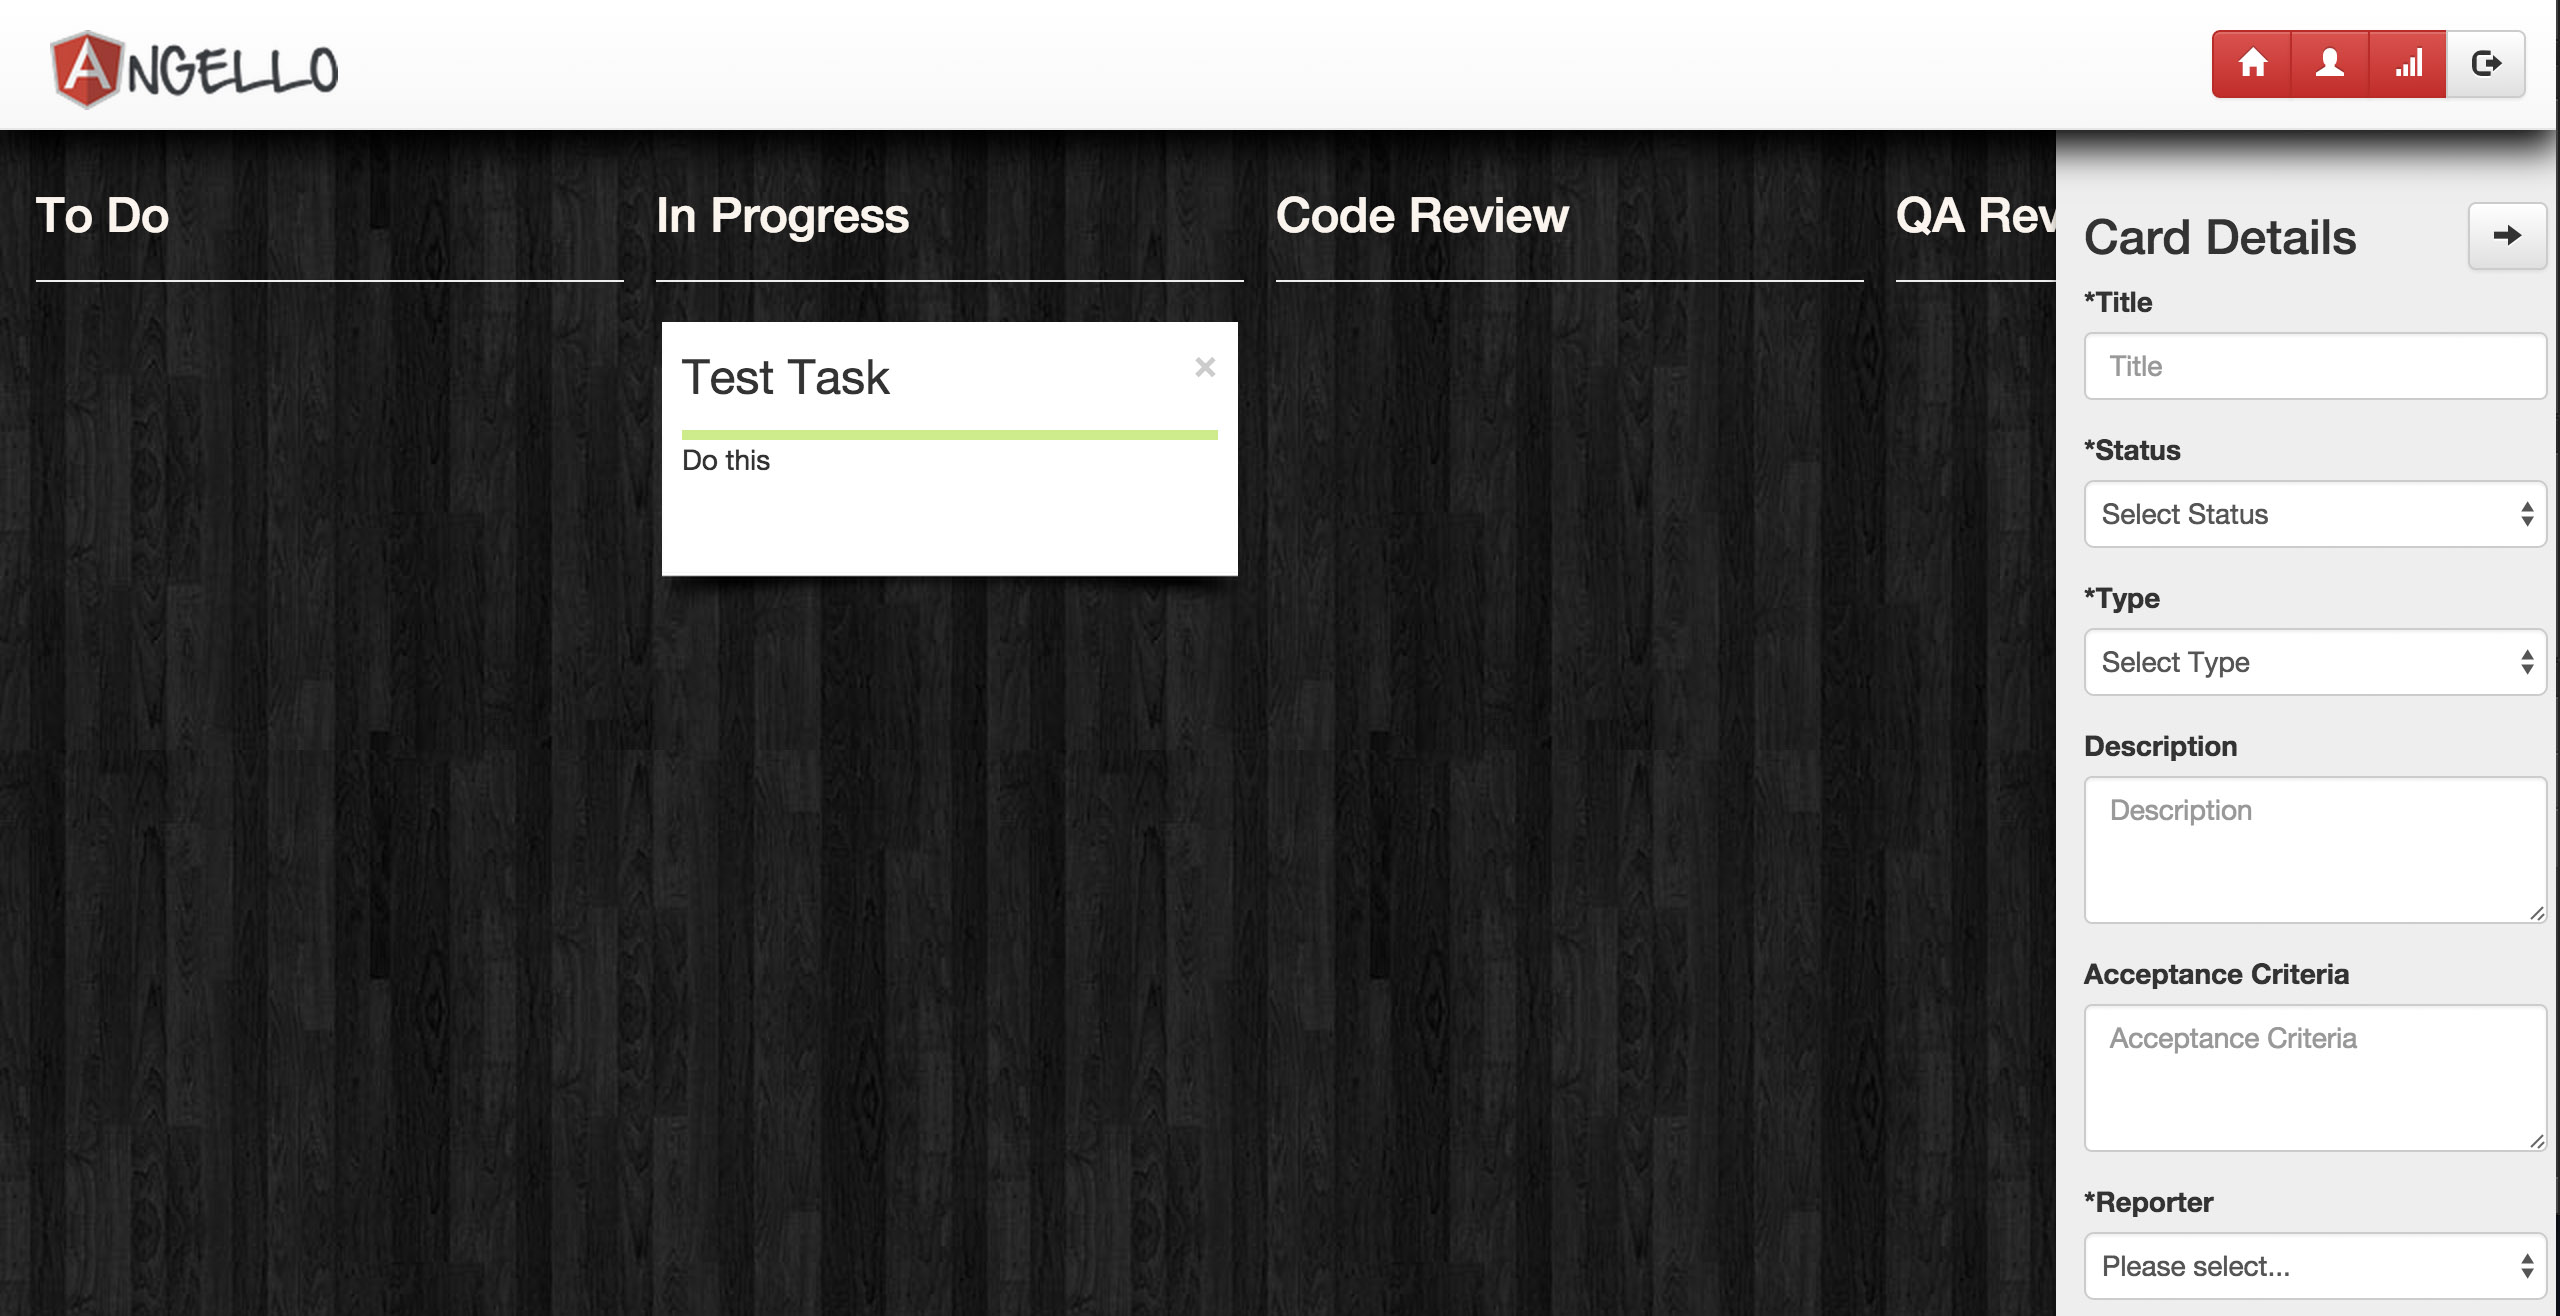 ANGELLO
To Do
In Progress
Code Review
QA Rev
Test Task
×
Do this
Card Details
*Title
Title
*Status
Select Status
*Type
Select Type
Description
Description
Acceptance Criteria
Acceptance Criteria
*Reporter
Please select...